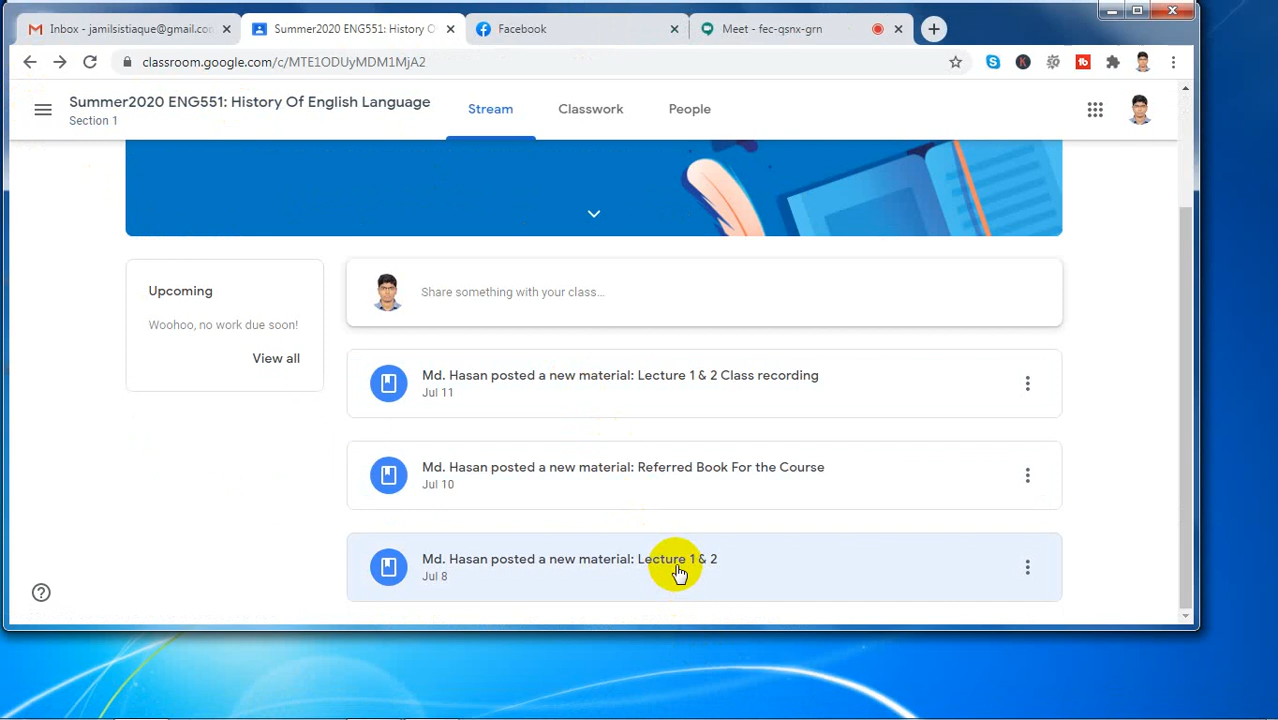 Inbox - jamilsistiaque@gmail.co
Summer2020 ENG551: History O
Facebook
Meet - fec-qsnx-grn
classroom.google.com/c/MTE1ODUyMDM1MjA2
Summer2020 ENG551: History Of English Language
Section 1
Stream
Classwork
People
Upcoming
Woohoo, no work due soon!
View all
Share something with your class...
Md. Hasan posted a new material: Lecture 1 & 2 Class recording
Jul 11
Md. Hasan posted a new material: Referred Book For the Course
Jul 10
Md. Hasan posted a new material: Lecture 1 & 2
Jul 8